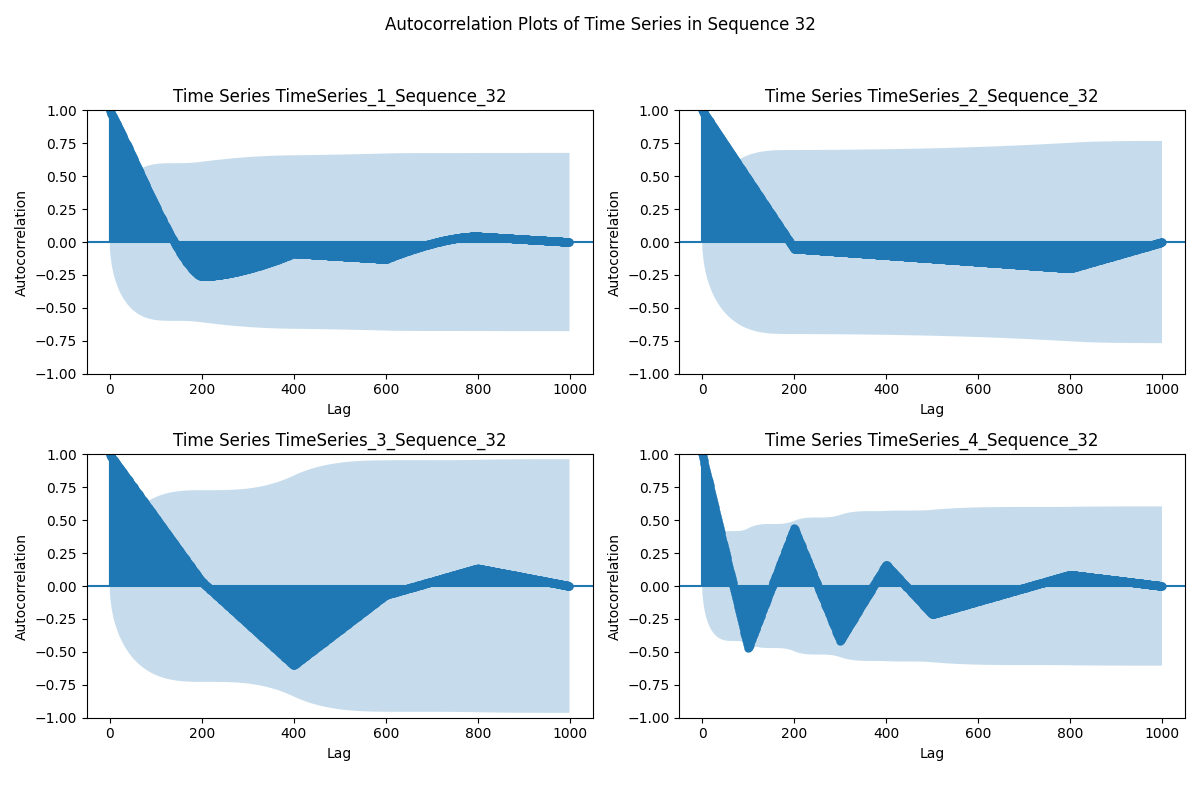 Autocorrelation Plots of Time Series in Sequence 32
Time Series TimeSeries_1_Sequence_32
1.00
0.75
0.50
0.25
0.00
−0.25
−0.50
−0.75
−1.00
Autocorrelation
0 200 400 600 800 1000
Lag
Time Series TimeSeries_2_Sequence_32
1.00
0.75
0.50
0.25
0.00
−0.25
−0.50
−0.75
−1.00
Autocorrelation
0 200 400 600 800 1000
Lag
Time Series TimeSeries_3_Sequence_32
1.00
0.75
0.50
0.25
0.00
−0.25
−0.50
−0.75
−1.00
Autocorrelation
0 200 400 600 800 1000
Lag
Time Series TimeSeries_4_Sequence_32
1.00
0.75
0.50
0.25
0.00
−0.25
−0.50
−0.75
−1.00
Autocorrelation
0 200 400 600 800 1000
Lag